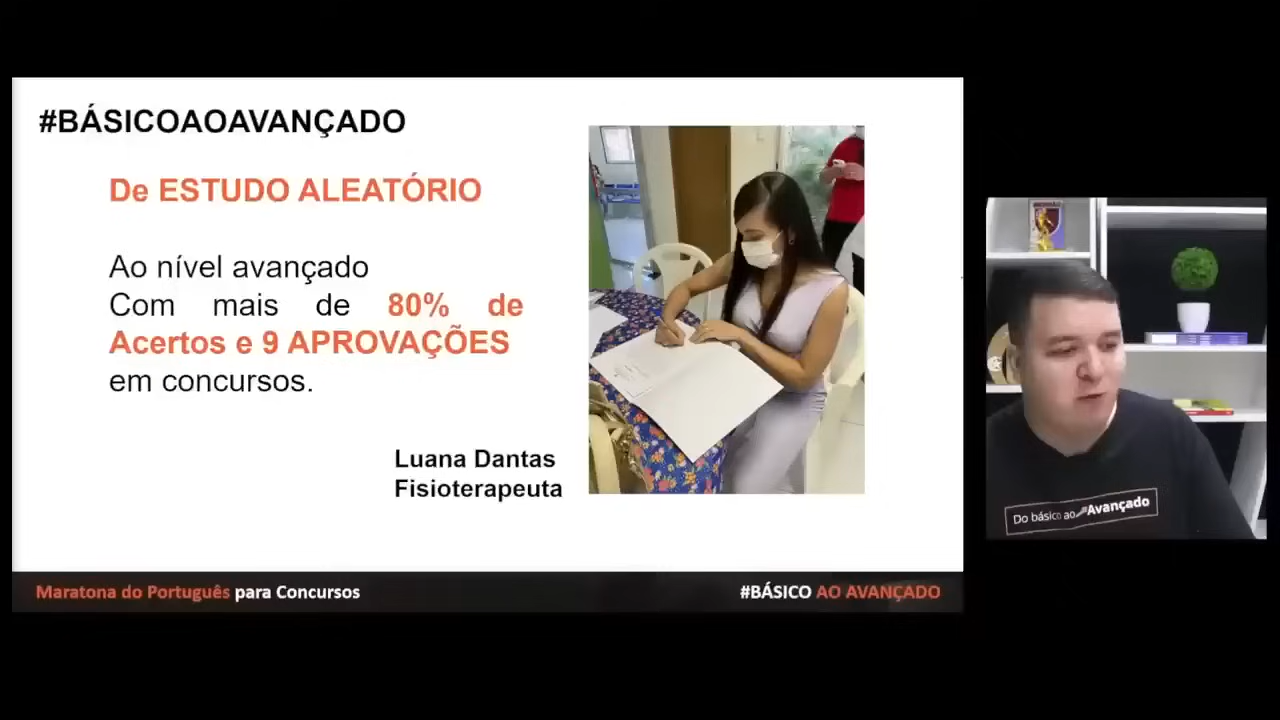 #BÁSICOAOAVANÇADO
De ESTUDO ALEATÓRIO
Ao nível avançado
Com mais de 80% de
Acertos e 9 APROVAÇÕES
em concursos.
Luana Dantas
Fisioterapeuta
Maratona do Português para Concursos
#BÁSICO AO AVANÇADO
Do básico ao Avançado